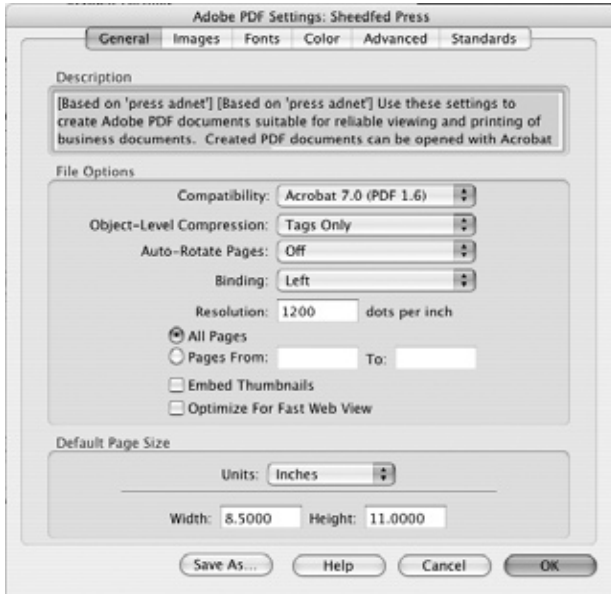 Adobe PDF Settings: Sheedfed Press
General Images Fonts Color Advanced Standards
Description
[Based on 'press adnet'] [Based on 'press adnet'] Use these settings to
create Adobe PDF documents suitable for reliable viewing and printing of
business documents. Created PDF documents can be opened with Acrobat
File Options
Compatibility: Acrobat 7.0 (PDF 1.6)
Object-Level Compression: Tags Only
Auto-Rotate Pages: Off
Binding: Left
Resolution: 1200 dots per inch
All Pages
Pages From: To:
Embed Thumbnails
Optimize For Fast Web View
Default Page Size
Units: Inches
Width: 8.5000 Height: 11.0000
Save As... Help Cancel OK